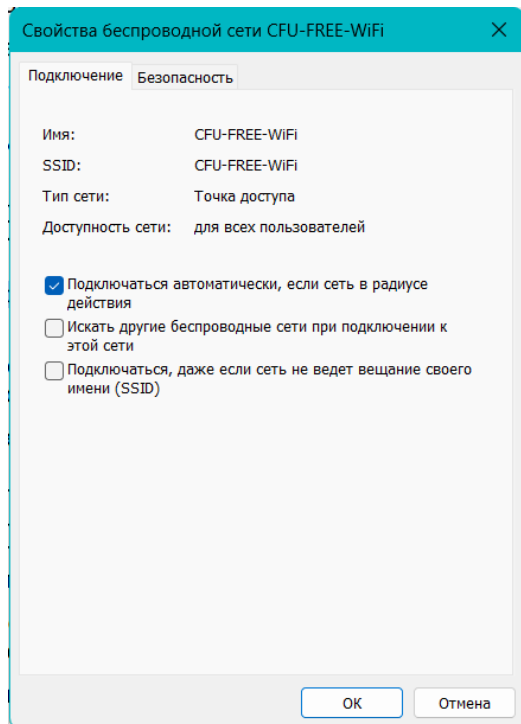 Свойства беспроводной сети CFU-FREE-WiFi
Подключение Безопасность
Имя: CFU-FREE-WiFi
SSID: CFU-FREE-WiFi
Тип сети: Точка доступа
Доступность сети: для всех пользователей
Подключаться автоматически, если сеть в радиусе
действия
Искать другие беспроводные сети при подключении к
этой сети
Подключаться, даже если сеть не ведет вещание своего
имени (SSID)
ОК Отмена